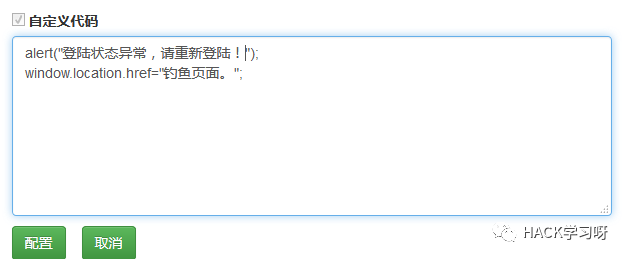 自定义代码
alert("登陆状态异常，请重新登陆！");
window.location.href="钓鱼页面。";
配置 取消
HACK学习呀